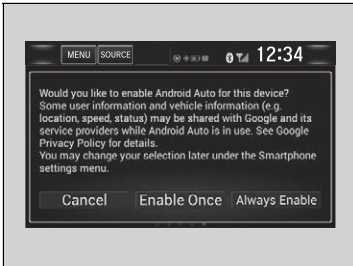 MENU SOURCE 12:34
Would you like to enable Android Auto for this device?
Some user information and vehicle information (e.g.
location, speed, status) may be shared with Google and its
service providers while Android Auto is in use. See Google
Privacy Policy for details.
You may change your selection later under the Smartphone
settings menu.
Cancel Enable Once Always Enable